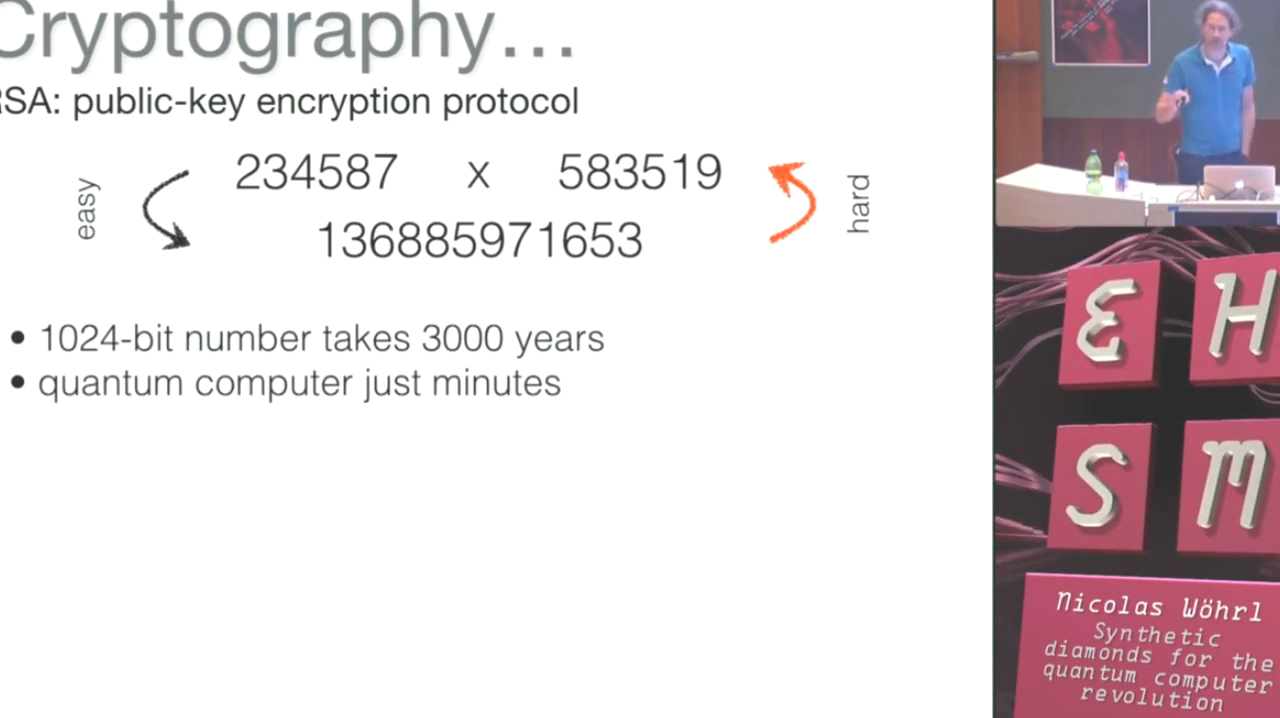 Cryptography...
RSA: public-key encryption protocol
easy
234587 x 583519
136885971653
hard
• 1024-bit number takes 3000 years
• quantum computer just minutes
E H
S M
Nicolas Wöhrl
Synthetic
diamonds for the
quantum computer
revolution